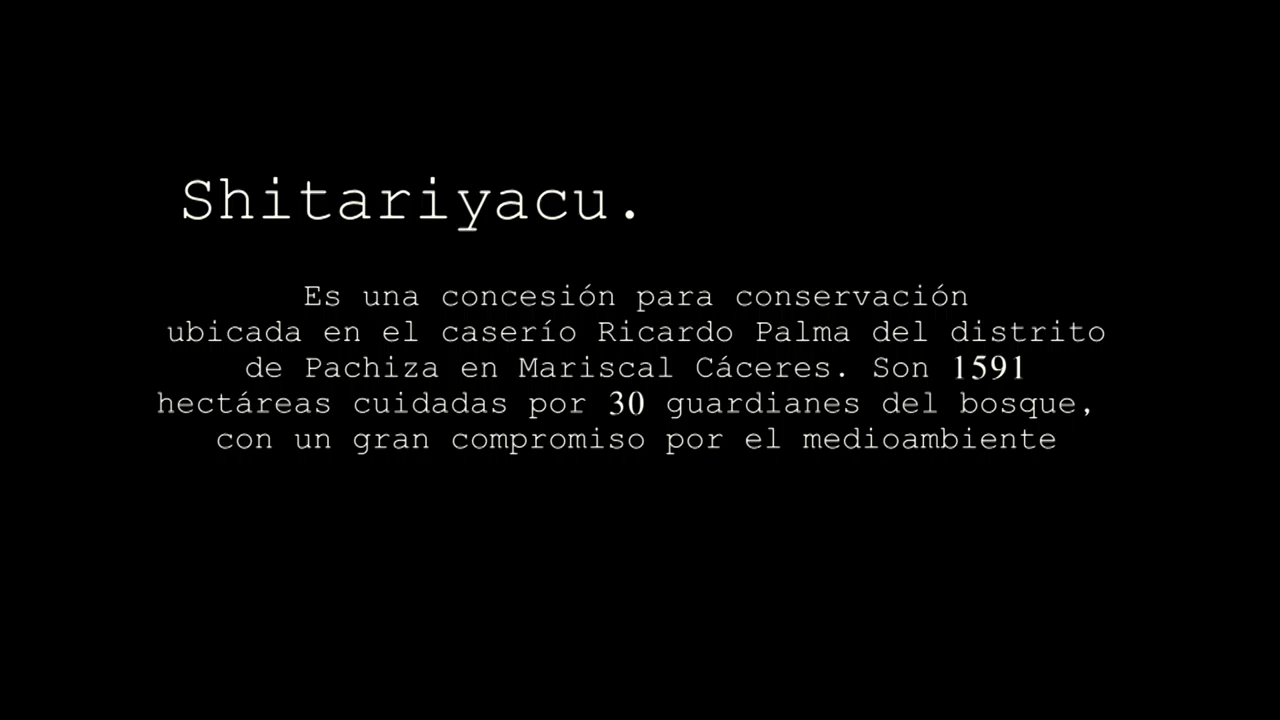 Shitariyacu.
Es una concesión para conservación
ubicada en el caserío Ricardo Palma del distrito
de Pachiza en Mariscal Cáceres. Son 1591
hectáreas cuidadas por 30 guardianes del bosque,
con un gran compromiso por el medioambiente